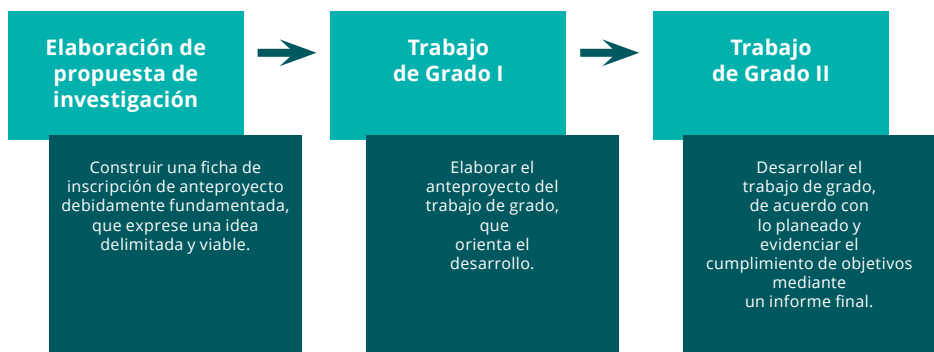 Elaboración de
propuesta de
investigación
Construir una ficha de
inscripción de anteproyecto
debidamente fundamentada,
que exprese una idea
delimitada y viable.
Trabajo
de Grado I
Elaborar el
anteproyecto del
trabajo de grado,
que
orienta el
desarrollo.
Trabajo
de Grado II
Desarrollar el
trabajo de grado,
de acuerdo con
lo planeado y
evidenciar el
cumplimiento de objetivos
mediante
un informe final.